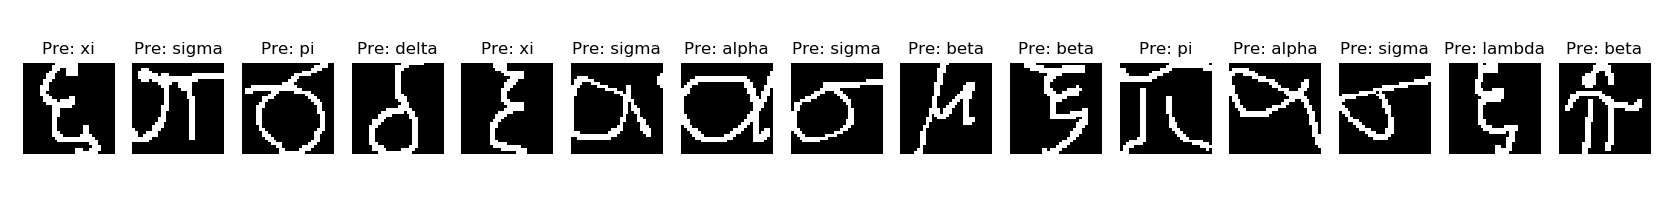 Pre: xi Pre: sigma Pre: pi Pre: delta Pre: xi Pre: sigma Pre: alpha Pre: sigma Pre: beta Pre: beta Pre: pi Pre: alpha Pre: sigma Pre: lambda Pre: beta
ξ π σ δ ξ α α σ μ ξ π α σ ξ π